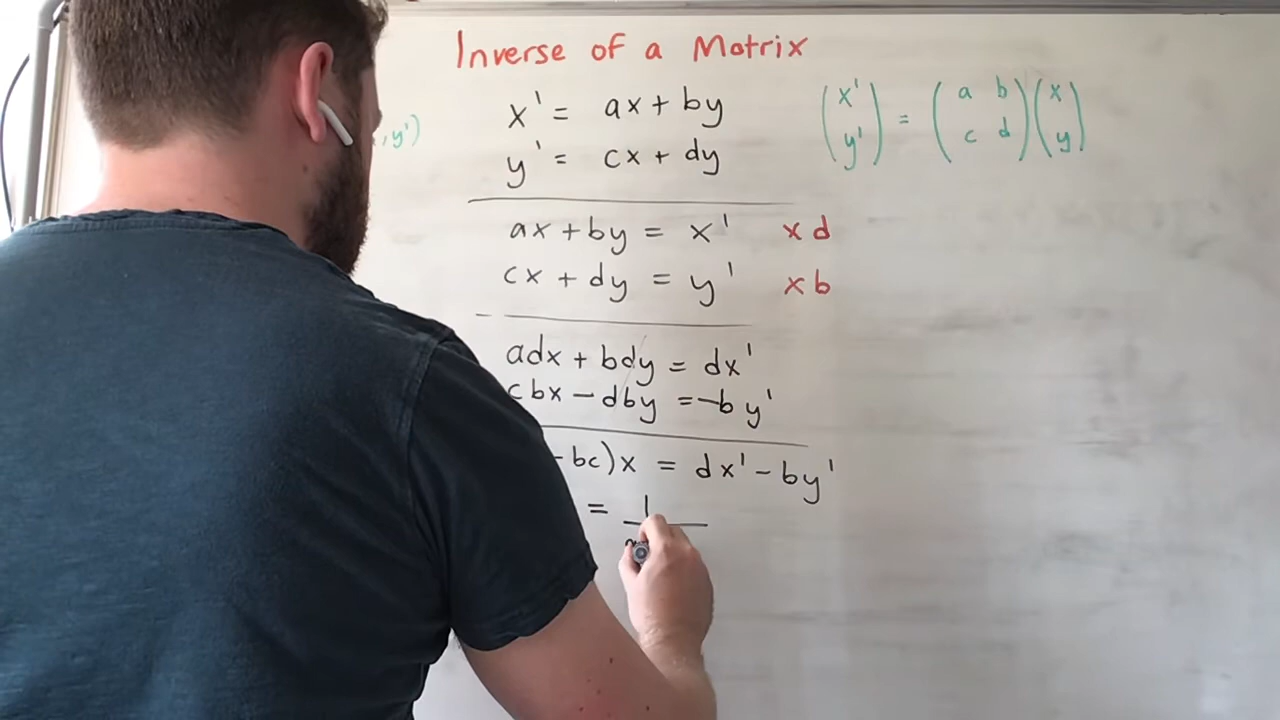 Inverse of a Matrix
, y')
x' = ax + by
y' = cx + dy
(x' y') = (a b c d)(x y)
ax + by = x' x d
cx + dy = y' x b
adx + bdy = dx'
cbx - dby = -by'
-bc)x = dx' - by'
= 1